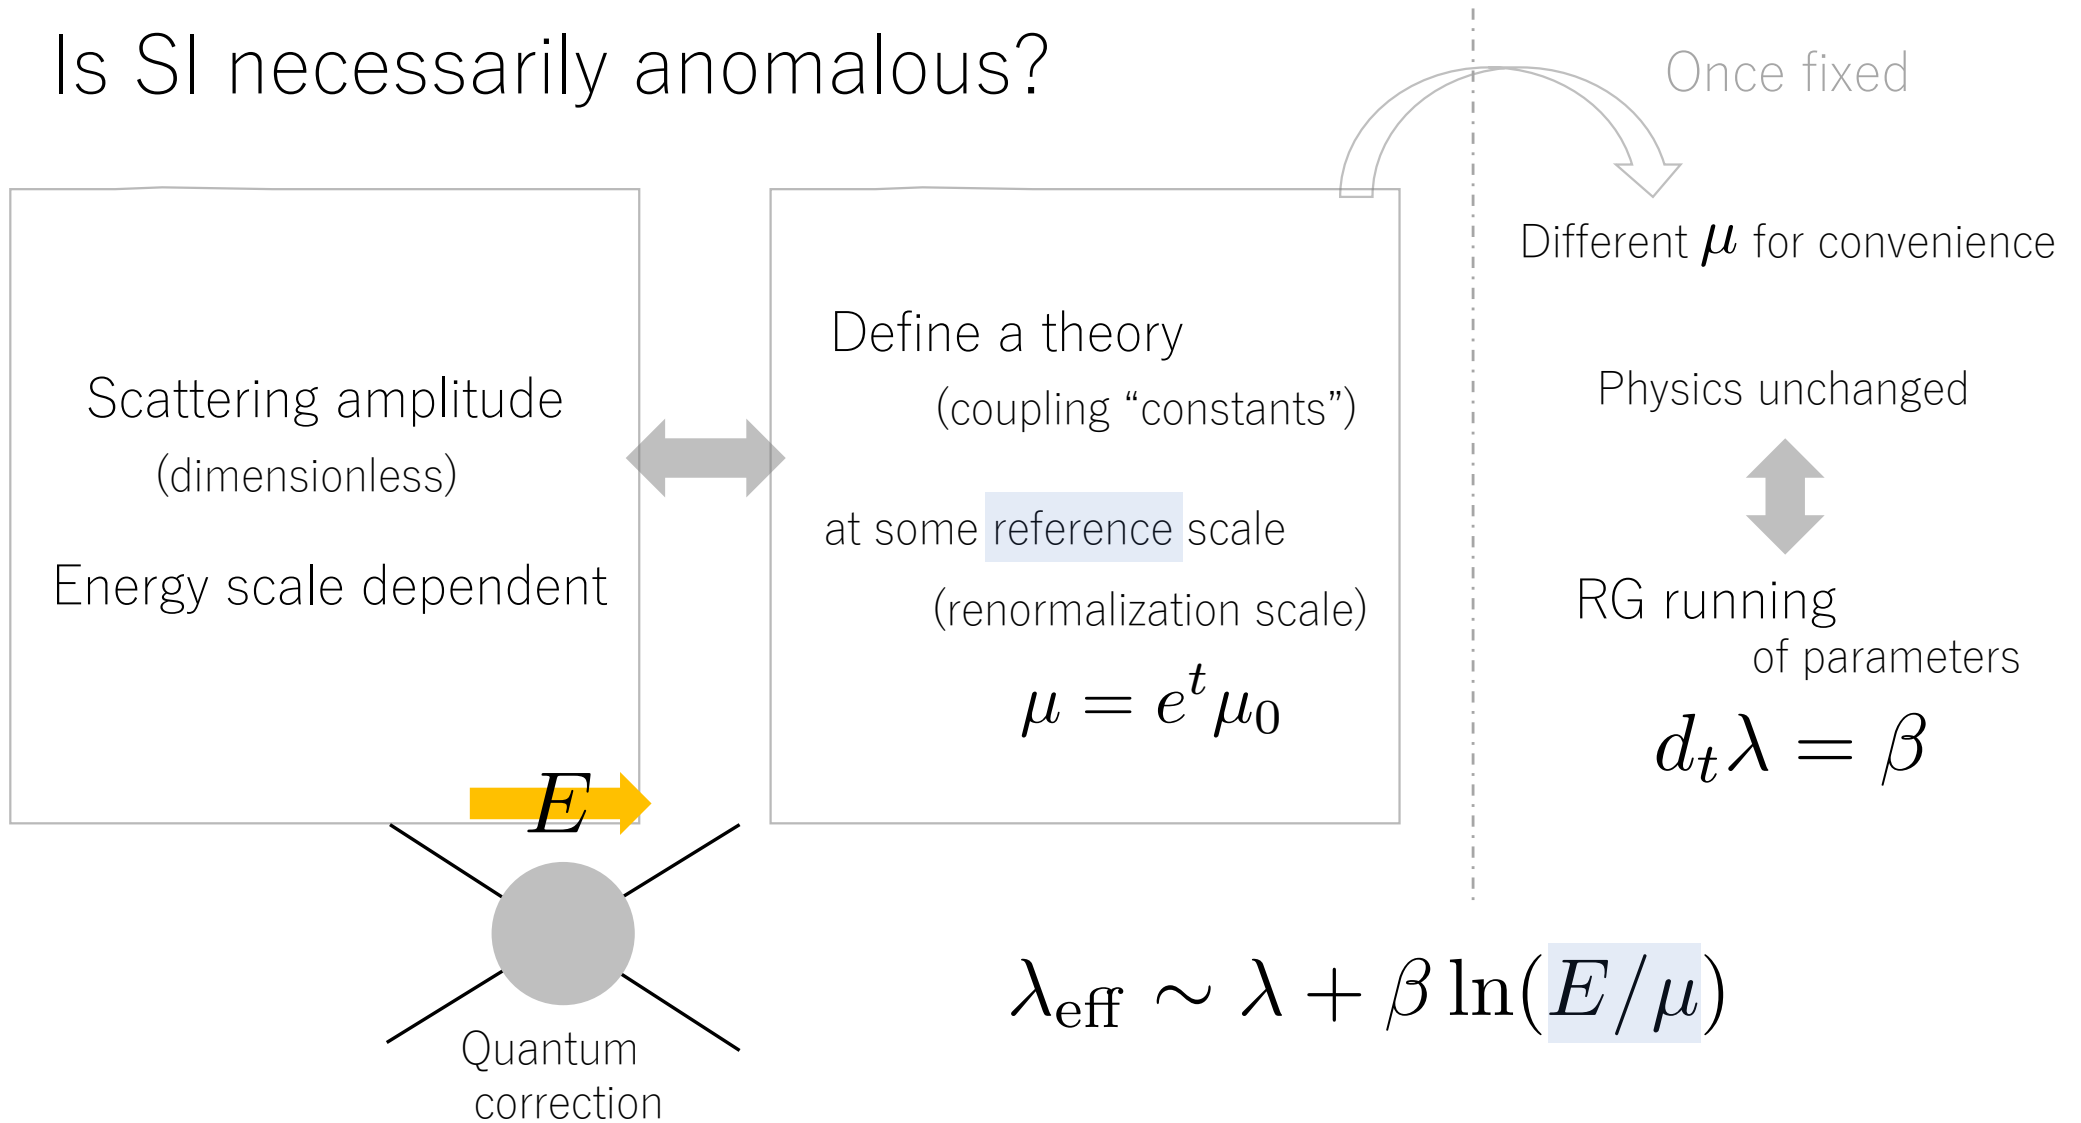 Is SI necessarily anomalous?
Scattering amplitude
(dimensionless)
Energy scale dependent
E
Quantum
correction
Define a theory
(coupling “constants”)
at some reference scale
(renormalization scale)
μ = e^t μ_0
Once fixed
Different μ for convenience
Physics unchanged
RG running
of parameters
d_t λ = β
λ_eff ∼ λ + β ln(E/μ)